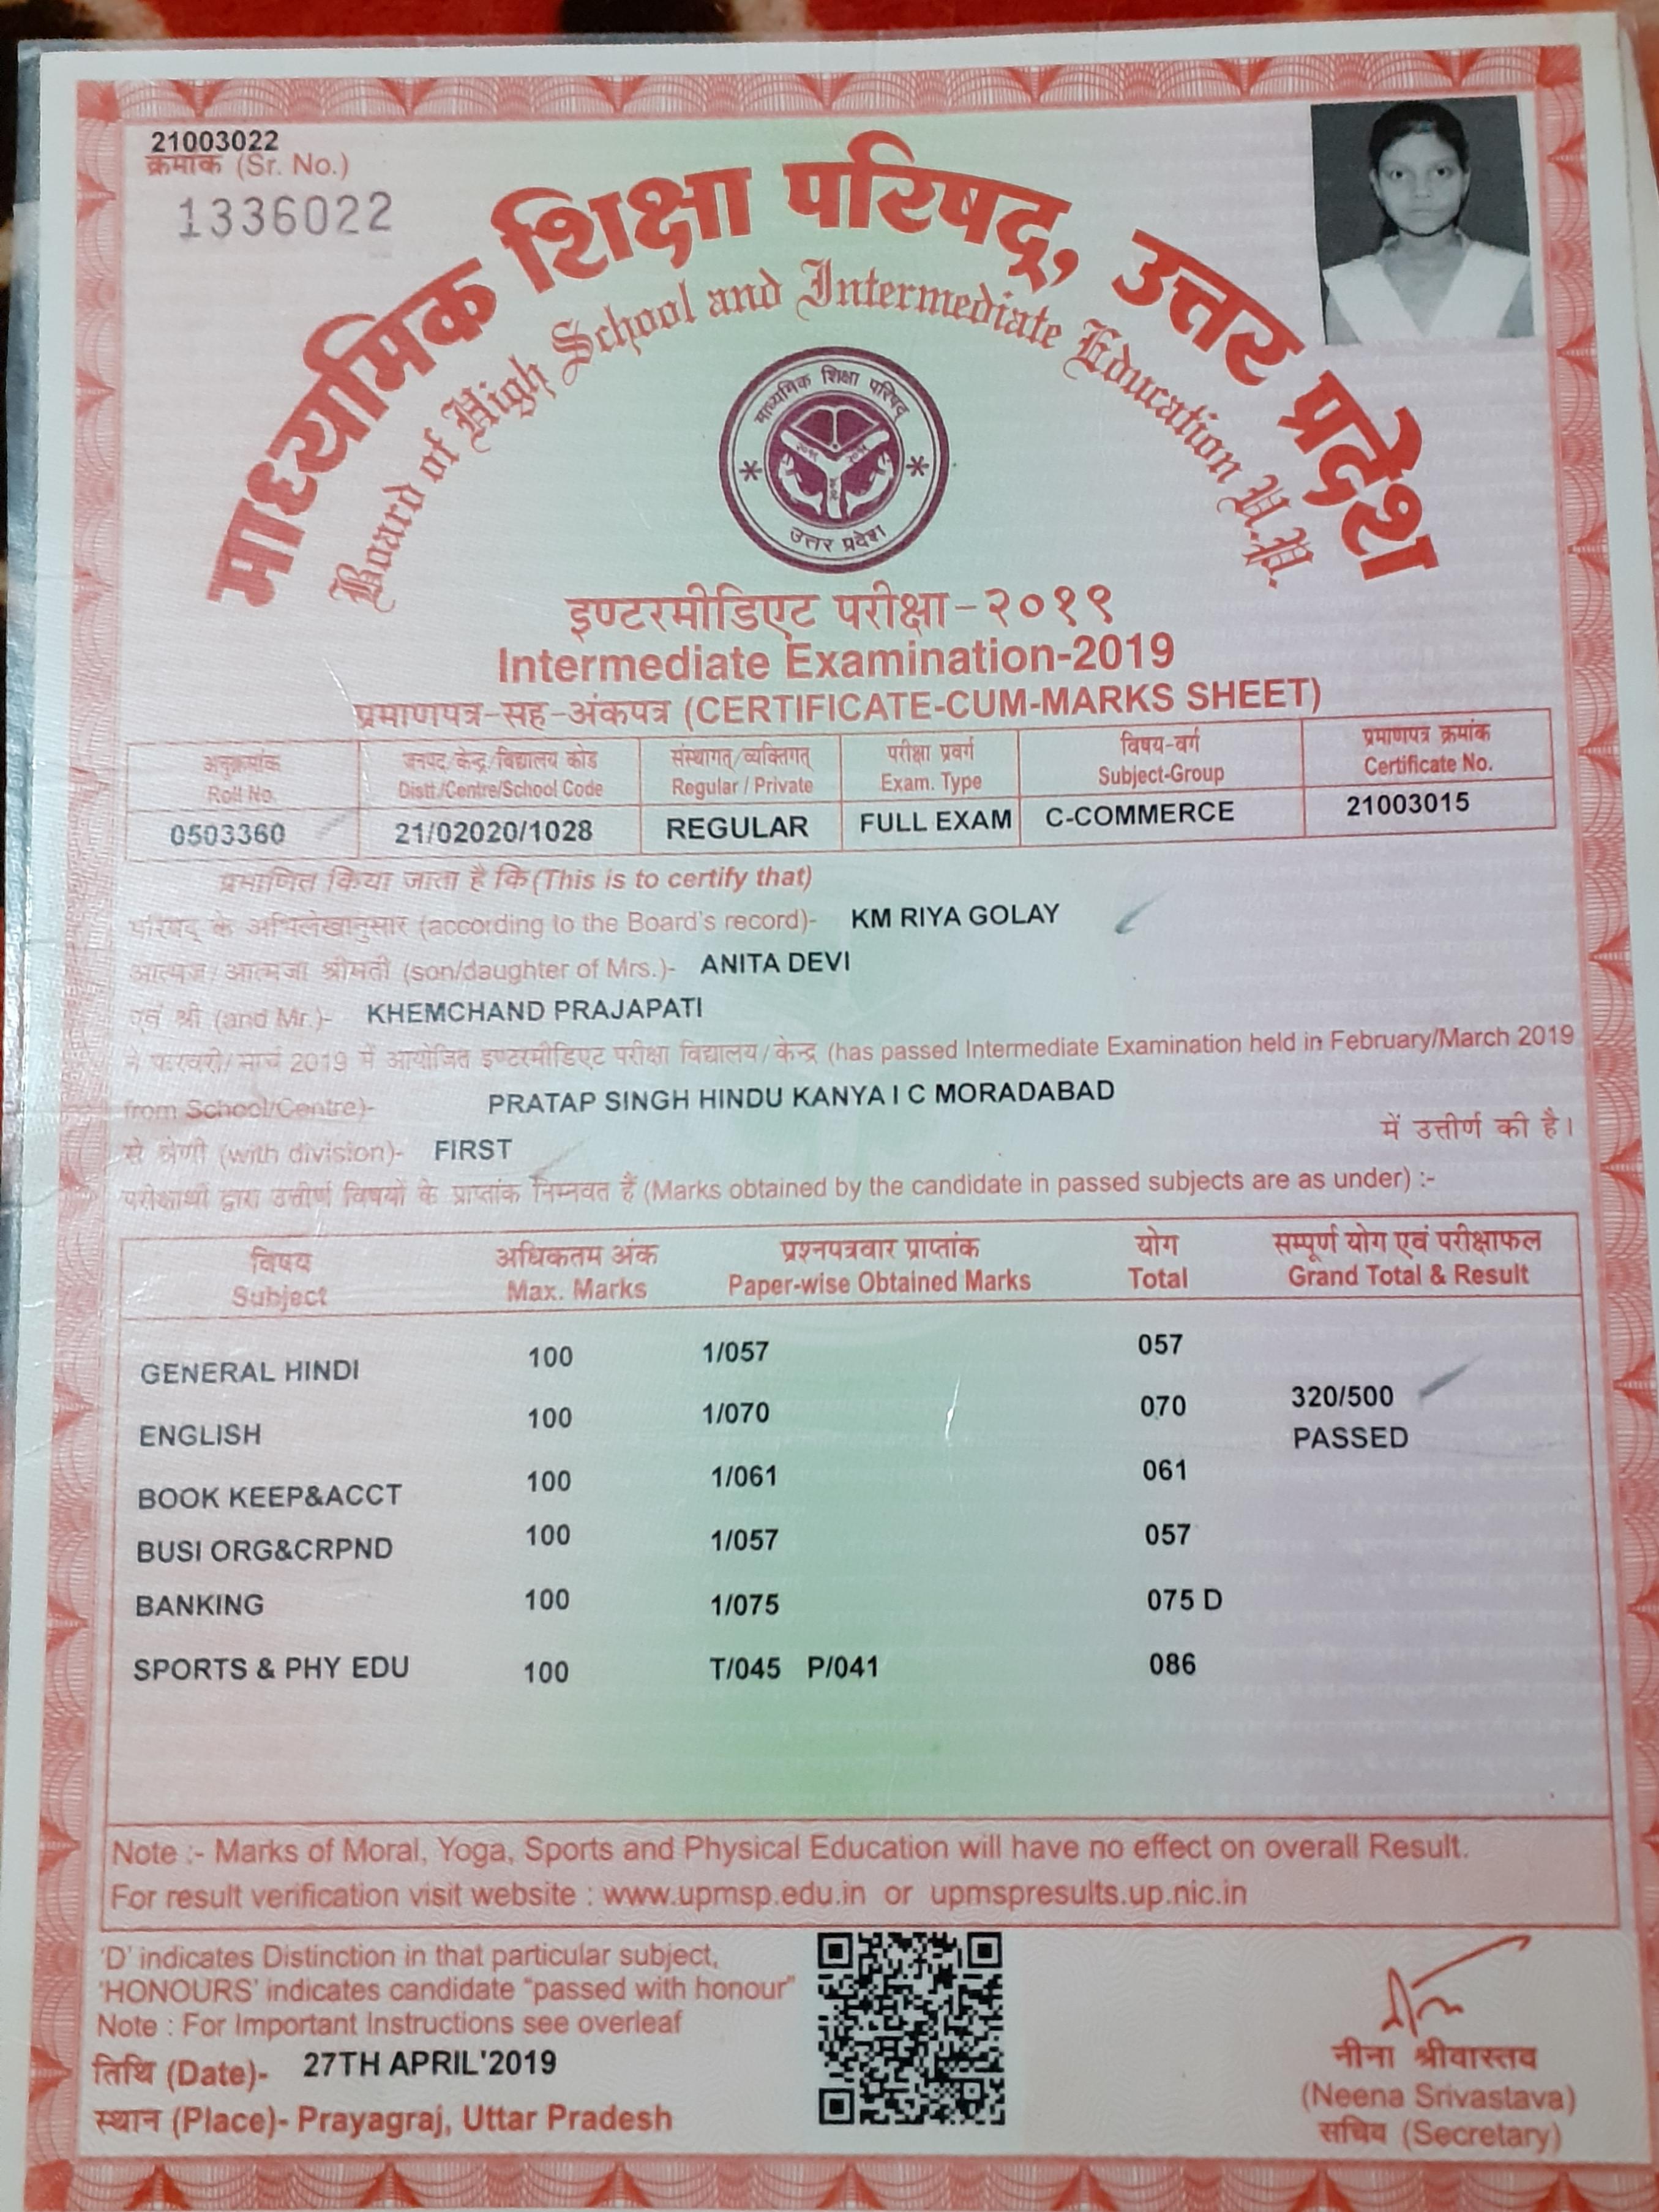 21003022
क्रमांक (Sr. No.)
1336022
माध्यमिक शिक्षा परिषद्, उत्तर प्रदेश
Board of High School and Intermediate Education U.P.
माध्यमिक शिक्षा परिषद्
उत्तर प्रदेश
इण्टरमीडिएट परीक्षा-२०१९
Intermediate Examination-2019
प्रमाणपत्र-सह-अंकपत्र (CERTIFICATE-CUM-MARKS SHEET)
अनुक्रमांक जनपद/केन्द्र/विद्यालय कोड संस्थागत्/व्यक्तिगत् परीक्षा प्रवर्ग विषय-वर्ग प्रमाणपत्र क्रमांक
Roll No. Distt./Centre/School Code Regular / Private Exam. Type Subject-Group Certificate No.
0503360 21/02020/1028 REGULAR FULL EXAM C-COMMERCE 21003015
प्रमाणित किया जाता है कि (This is to certify that)
परिषद् के अभिलेखानुसार (according to the Board's record)- KM RIYA GOLAY
आत्मज/आत्मजा श्रीमती (son/daughter of Mrs.)- ANITA DEVI
एवं श्री (and Mr.)- KHEMCHAND PRAJAPATI
ने फरवरी/मार्च 2019 में आयोजित इण्टरमीडिएट परीक्षा विद्यालय/केन्द्र (has passed Intermediate Examination held in February/March 2019
from School/Centre)- PRATAP SINGH HINDU KANYA I C MORADABAD
से श्रेणी (with division)- FIRST में उत्तीर्ण की है।
परीक्षार्थी द्वारा उत्तीर्ण विषयों के प्राप्तांक निम्नवत हैं (Marks obtained by the candidate in passed subjects are as under) :-
विषय अधिकतम अंक प्रश्नपत्रवार प्राप्तांक योग सम्पूर्ण योग एवं परीक्षाफल
Subject Max. Marks Paper-wise Obtained Marks Total Grand Total & Result
GENERAL HINDI 100 1/057 057
320/500
ENGLISH 100 1/070 070
PASSED
BOOK KEEP&ACCT 100 1/061 061
BUSI ORG&CRPND 100 1/057 057
BANKING 100 1/075 075 D
SPORTS & PHY EDU 100 T/045 P/041 086
Note :- Marks of Moral, Yoga, Sports and Physical Education will have no effect on overall Result.
For result verification visit website : www.upmsp.edu.in or upmspresults.up.nic.in
'D' indicates Distinction in that particular subject,
'HONOURS' indicates candidate "passed with honour"
Note : For Important Instructions see overleaf
तिथि (Date)- 27TH APRIL'2019
स्थान (Place)- Prayagraj, Uttar Pradesh
नीना श्रीवास्तव
(Neena Srivastava)
सचिव (Secretary)